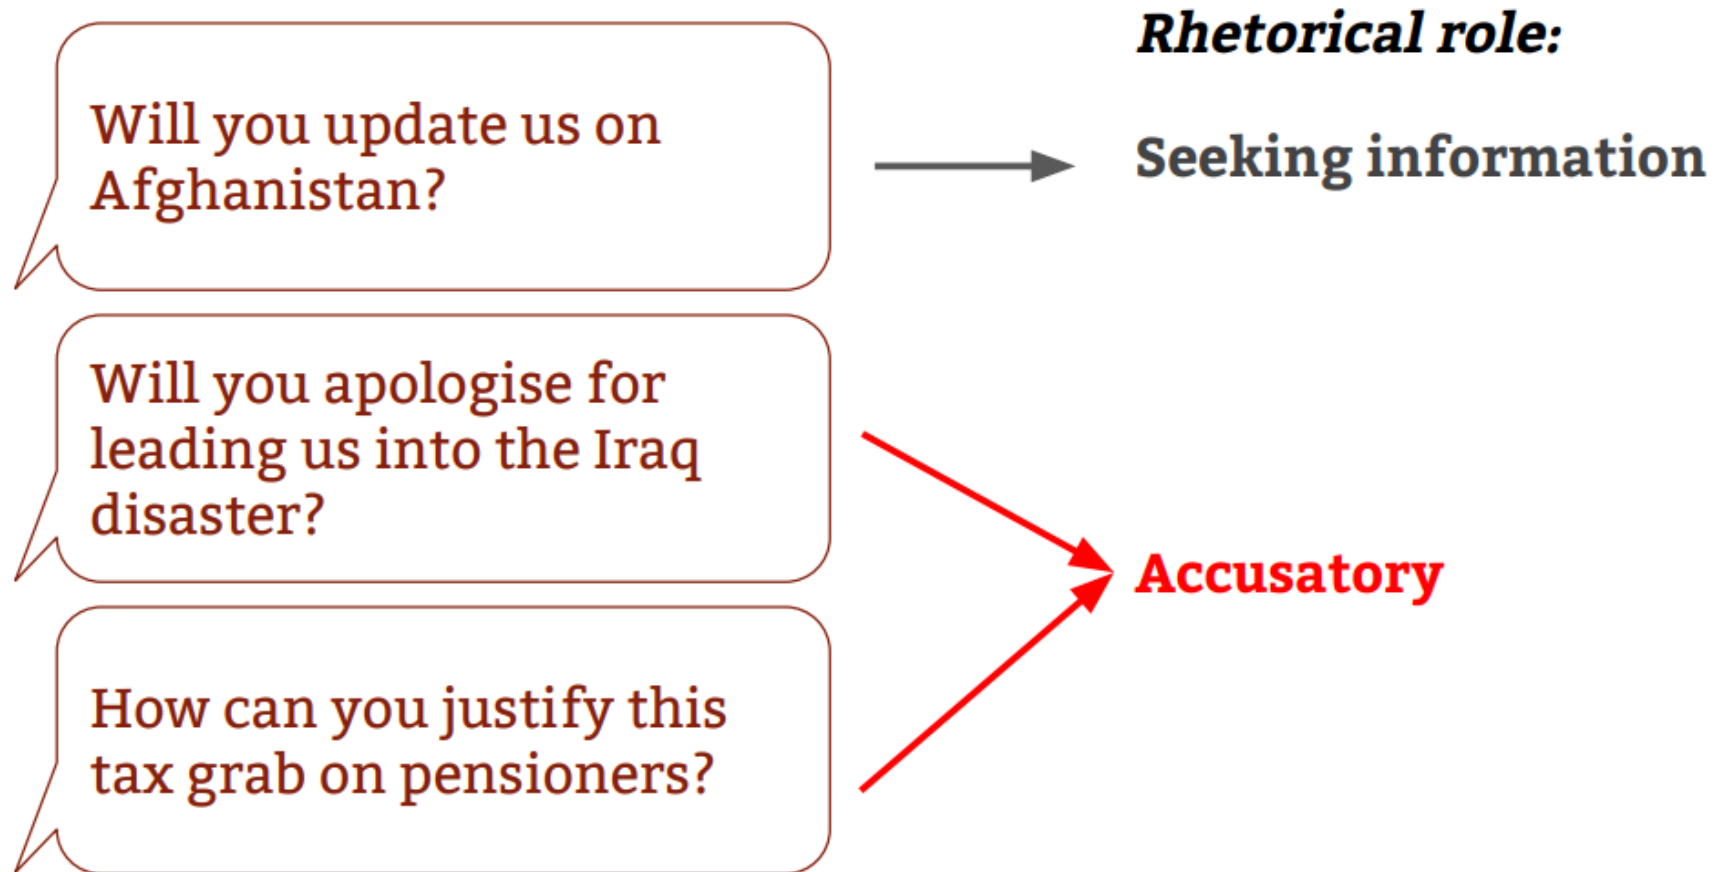 Rhetorical role:
Will you update us on
Afghanistan?
Seeking information
Will you apologise for
leading us into the Iraq
disaster?
Accusatory
How can you justify this
tax grab on pensioners?